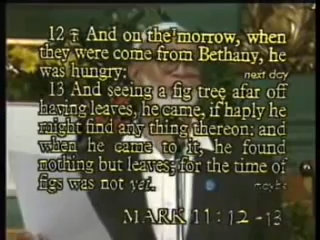 12 ¶ And on the morrow, when
they were come from Bethany, he
was hungry:
next day
13 And seeing a fig tree afar off
having leaves, he came, if haply he
might find any thing thereon: and
when he came to it, he found
nothing but leaves; for the time of
figs was not yet.
maybe
MARK 11:12-13